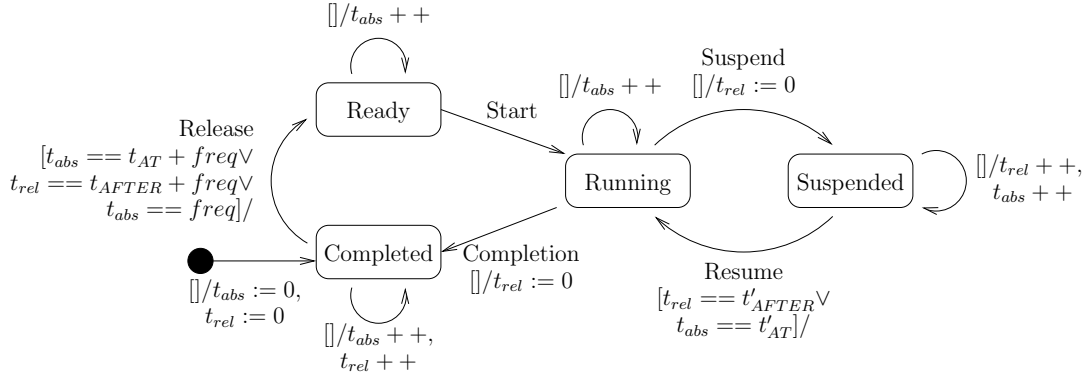 []/t_abs + +
Ready
Start
[]/t_abs + +
Suspend
[]/t_rel := 0
Release
[t_abs == t_AT + freq∨
t_rel == t_AFTER + freq∨
t_abs == freq]/
Running
Suspended
[]/t_rel + +,
t_abs + +
Completed
Completion
[]/t_rel := 0
Resume
[t_rel == t′_AFTER∨
t_abs == t′_AT]/
[]/t_abs := 0,
t_rel := 0
[]/t_abs + +,
t_rel + +